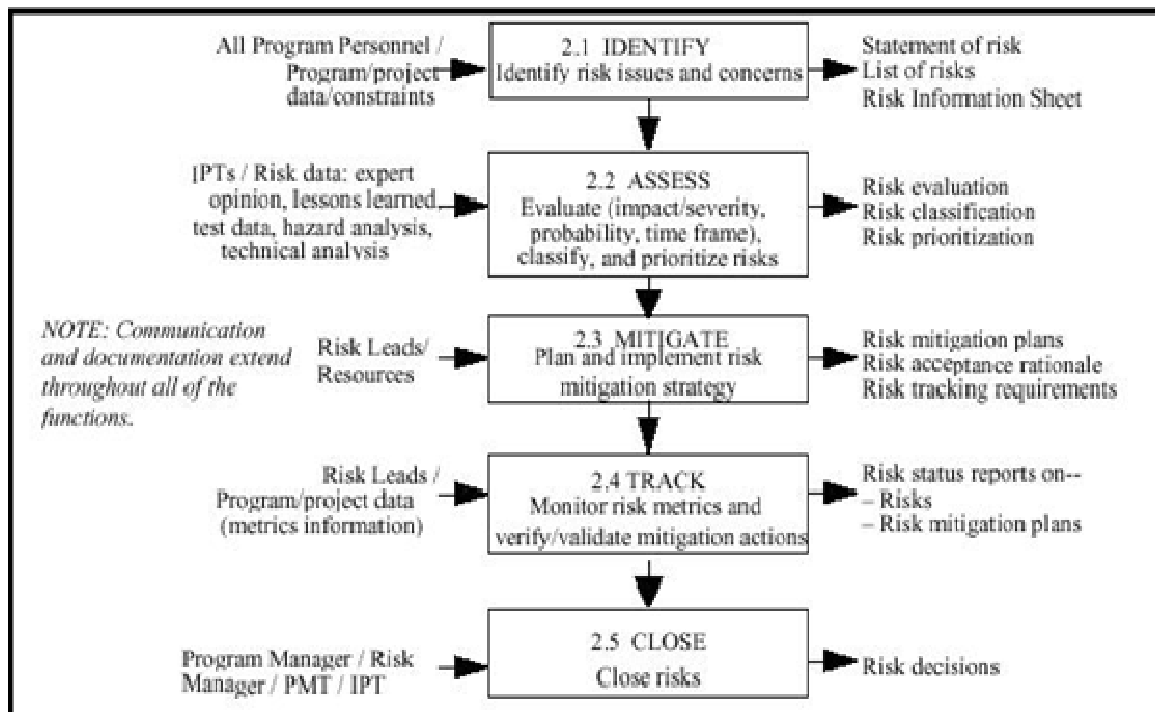 All Program Personnel /
Program/project
data/constraints
2.1 IDENTIFY
Identify risk issues and concerns
Statement of risk
List of risks
Risk Information Sheet
IPTs / Risk data: expert
opinion, lessons learned,
test data, hazard analysis,
technical analysis
2.2 ASSESS
Evaluate (impact/severity,
probability, time frame),
classify, and prioritize risks
Risk evaluation
Risk classification
Risk prioritization
NOTE: Communication
and documentation extend
throughout all of the
functions.
Risk Leads/
Resources
2.3 MITIGATE
Plan and implement risk
mitigation strategy
Risk mitigation plans
Risk acceptance rationale
Risk tracking requirements
Risk Leads /
Program/project data
(metrics information)
2.4 TRACK
Monitor risk metrics and
verify/validate mitigation actions
Risk status reports on--
– Risks
– Risk mitigation plans
Program Manager / Risk
Manager / PMT / IPT
2.5 CLOSE
Close risks
Risk decisions